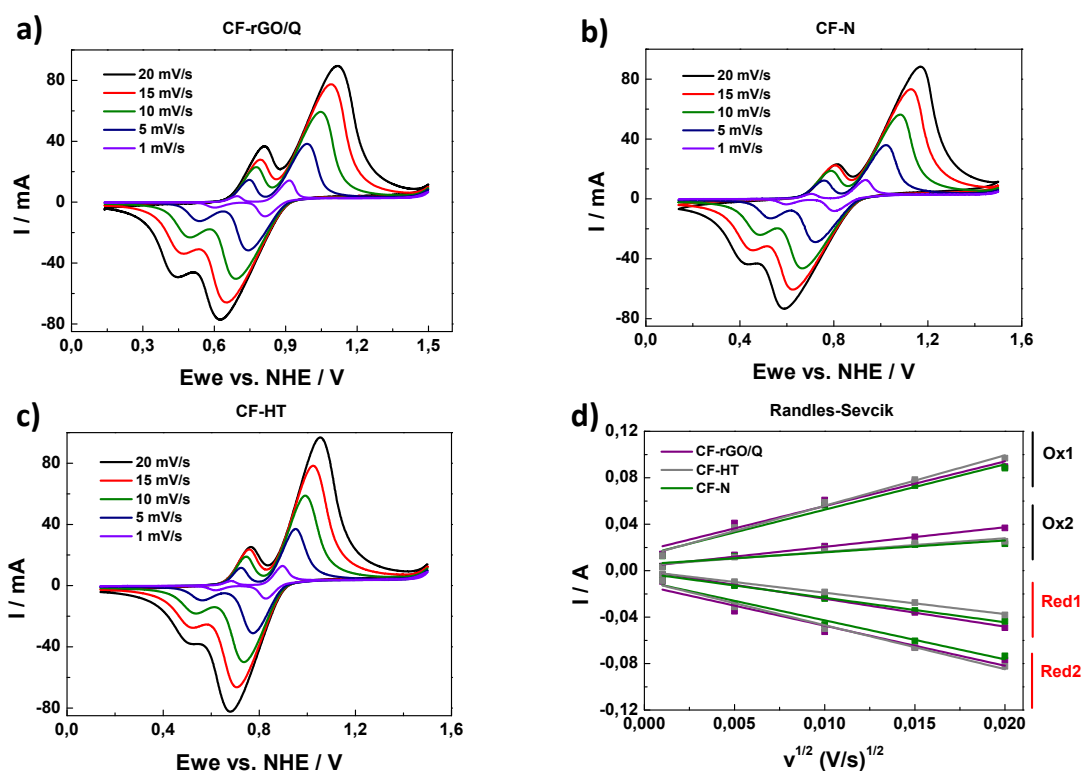 a)
CF-rGO/Q
I / mA
80
40
0
-40
-80
20 mV/s
15 mV/s
10 mV/s
5 mV/s
1 mV/s
0,0 0,3 0,6 0,9 1,2 1,5
Ewe vs. NHE / V
b)
CF-N
I / mA
80
40
0
-40
-80
20 mV/s
15 mV/s
10 mV/s
5 mV/s
1 mV/s
0,0 0,4 0,8 1,2 1,6
Ewe vs. NHE / V
c)
CF-HT
I / mA
80
40
0
-40
-80
20 mV/s
15 mV/s
10 mV/s
5 mV/s
1 mV/s
0,0 0,4 0,8 1,2 1,6
Ewe vs. NHE / V
d)
Randles-Sevcik
I / A
0,12
0,08
0,04
0,00
-0,04
-0,08
-0,12
CF-rGO/Q
CF-HT
CF-N
Ox1
Ox2
Red1
Red2
0,000 0,005 0,010 0,015 0,020
v^1/2 (V/s)^1/2